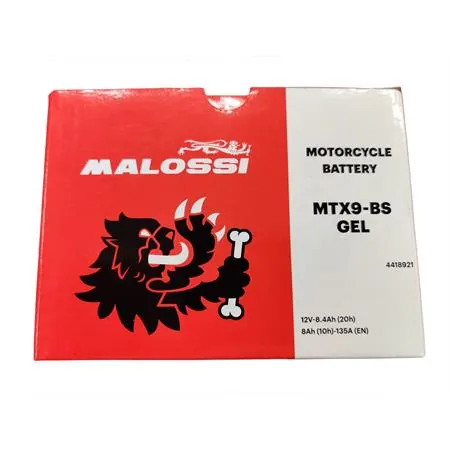 MALOSSI
MOTORCYCLE
BATTERY
MTX9-BS
GEL
4418921
12V-8.4Ah (20h)
8Ah (10h)-135A (EN)